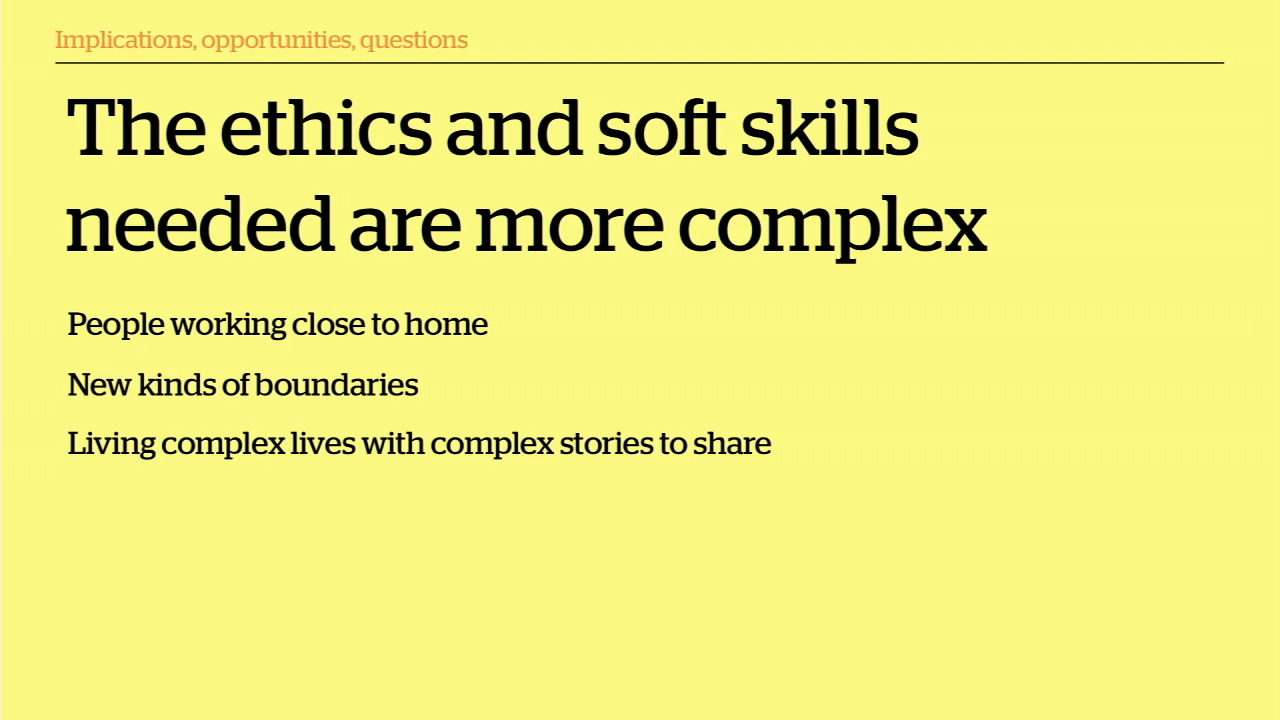 Implications, opportunities, questions
The ethics and soft skills
needed are more complex
People working close to home
New kinds of boundaries
Living complex lives with complex stories to share